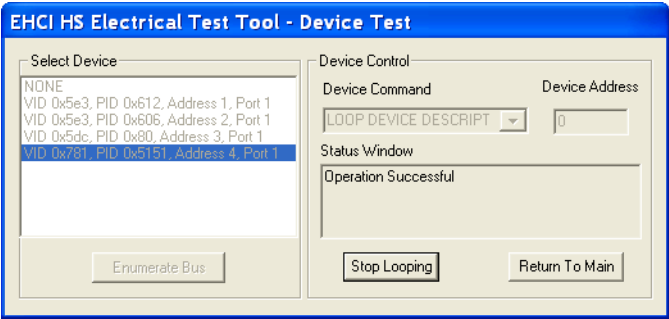 EHCI HS Electrical Test Tool - Device Test
Select Device
NONE
VID 0x5e3, PID 0x612, Address 1, Port 1
VID 0x5e3, PID 0x606, Address 2, Port 1
VID 0x5dc, PID 0x80, Address 3, Port 1
VID 0x781, PID 0x5151, Address 4, Port 1
Enumerate Bus
Device Control
Device Command
Device Address
LOOP DEVICE DESCRIPT
0
Status Window
Operation Successful
Stop Looping
Return To Main